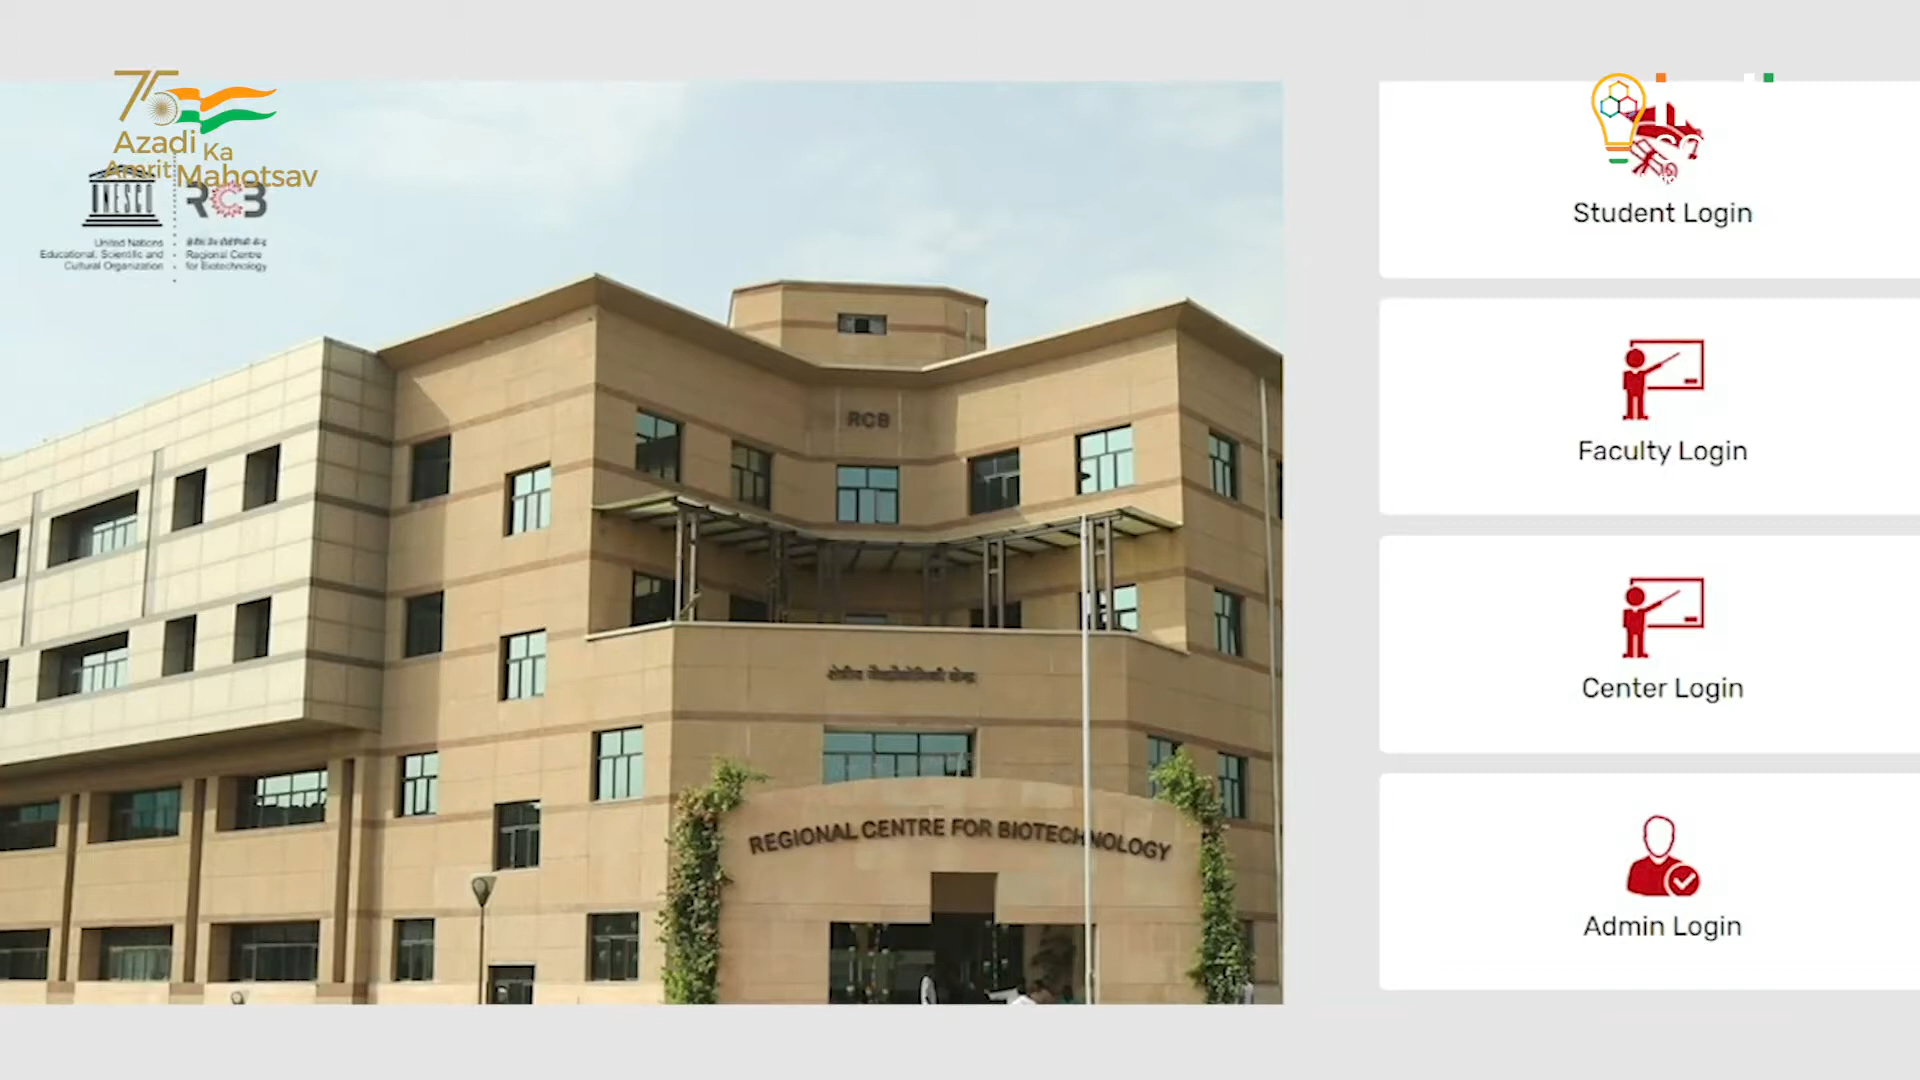 75
Azadi Ka
Amrit Mahotsav
UNESCO
RCB
United Nations
Educational, Scientific and
Cultural Organization
Regional Centre
for Biotechnology
RCB
REGIONAL CENTRE FOR BIOTECHNOLOGY
Student Login
Faculty Login
Center Login
Admin Login